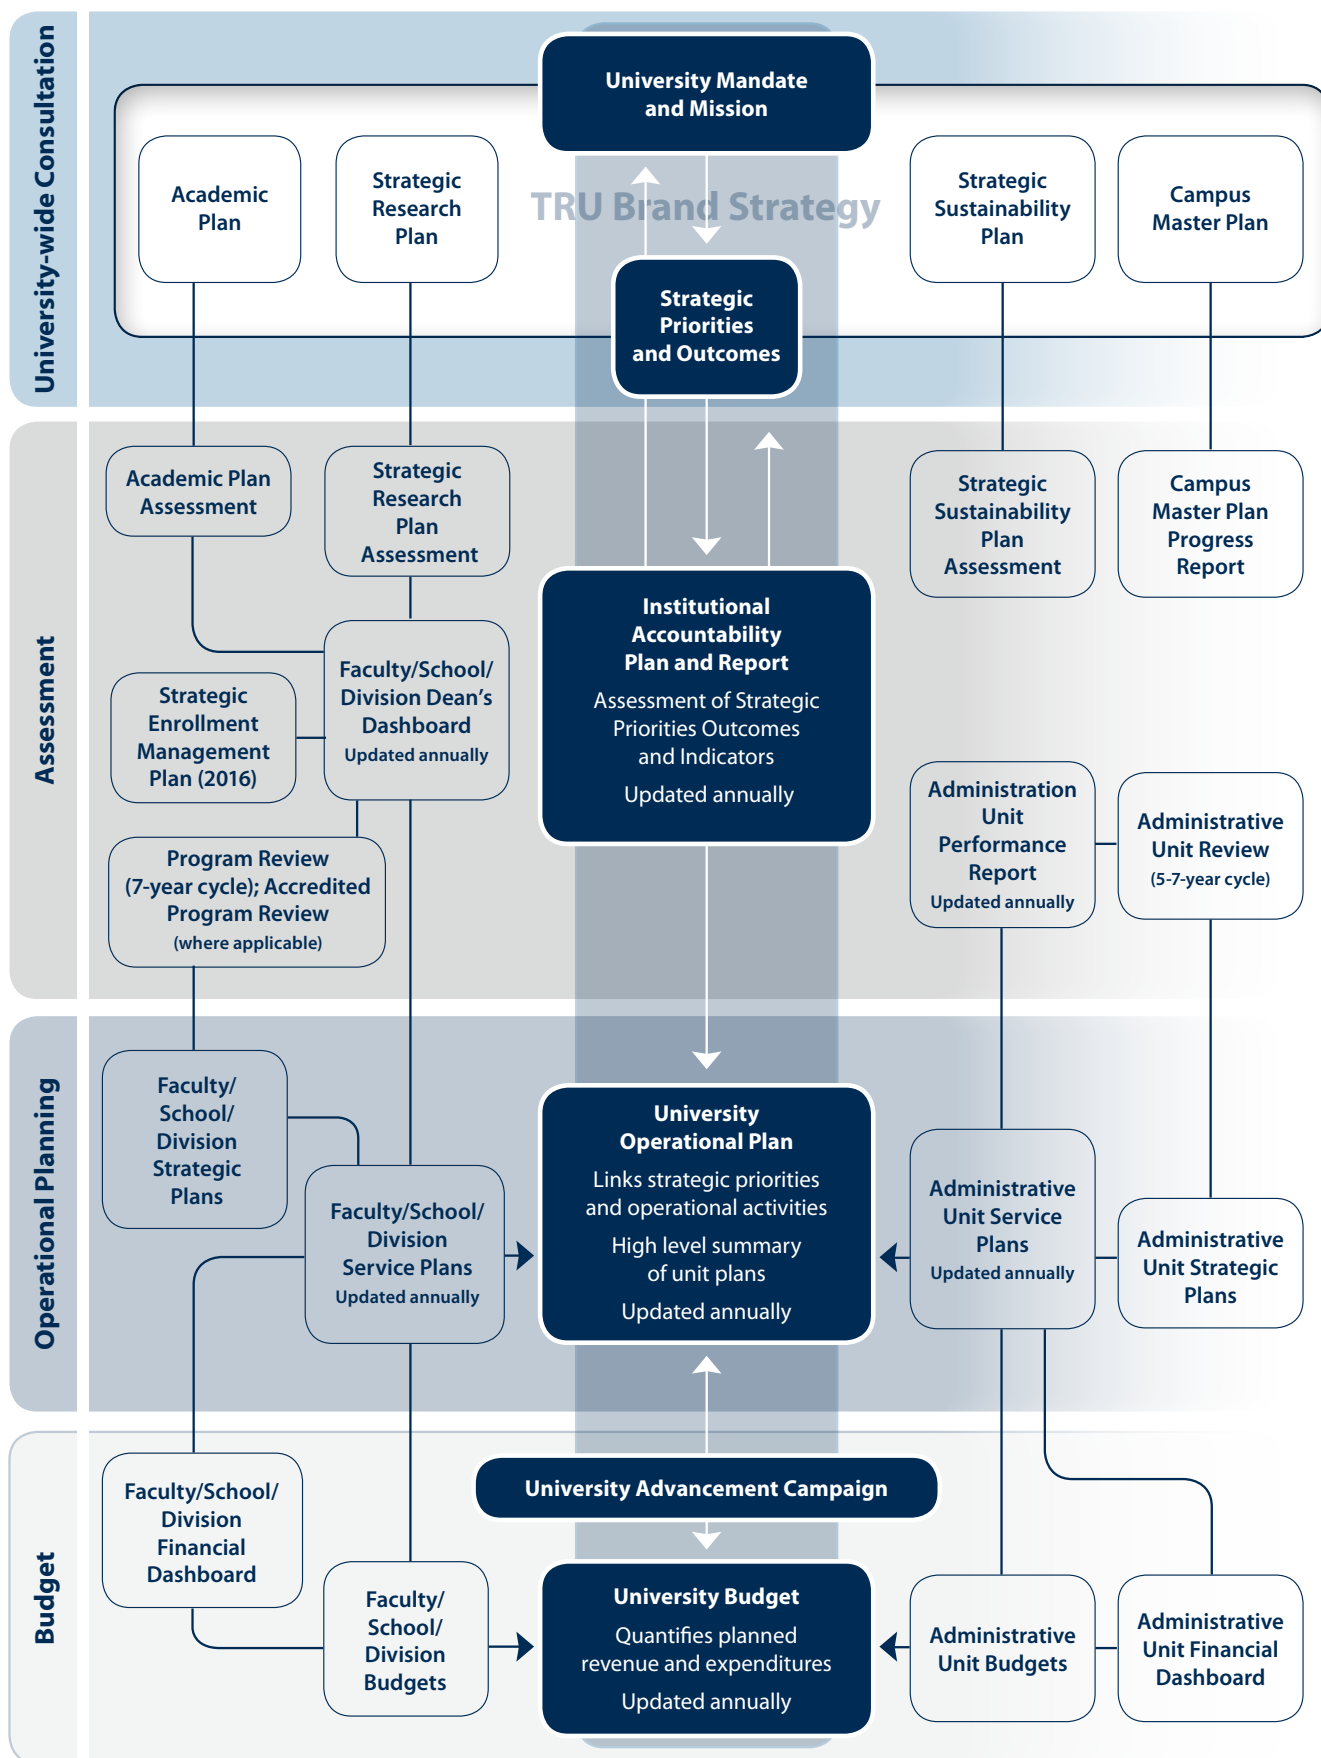 University-wide Consultation
University Mandate
and Mission
Academic
Plan
Strategic
Research
Plan
TRU Brand Strategy
Strategic
Sustainability
Plan
Campus
Master Plan
Strategic
Priorities
and Outcomes
Assessment
Academic Plan
Assessment
Strategic
Research
Plan
Assessment
Strategic
Sustainability
Plan
Assessment
Campus
Master Plan
Progress
Report
Faculty/School/
Division Dean’s
Dashboard
Updated annually
Strategic
Enrollment
Management
Plan (2016)
Institutional
Accountability
Plan and Report
Assessment of Strategic
Priorities Outcomes
and Indicators
Updated annually
Program Review
(7-year cycle); Accredited
Program Review
(where applicable)
Administration
Unit
Performance
Report
Updated annually
Administrative
Unit Review
(5-7-year cycle)
Operational Planning
Faculty/
School/
Division
Strategic
Plans
Faculty/School/
Division
Service Plans
Updated annually
University
Operational Plan
Links strategic priorities
and operational activities
High level summary
of unit plans
Updated annually
Administrative
Unit Service
Plans
Updated annually
Administrative
Unit Strategic
Plans
Budget
University Advancement Campaign
Faculty/School/
Division
Financial
Dashboard
Faculty/
School/
Division
Budgets
University Budget
Quantifies planned
revenue and expenditures
Updated annually
Administrative
Unit Budgets
Administrative
Unit Financial
Dashboard